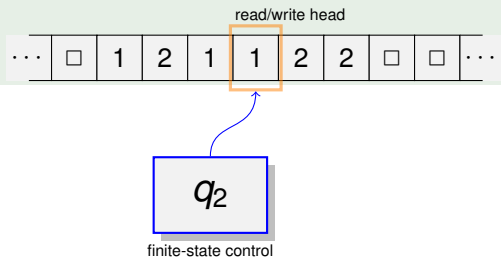 read/write head
··· □ 1 2 1 1 2 2 □ □ ···
q₂
finite-state control